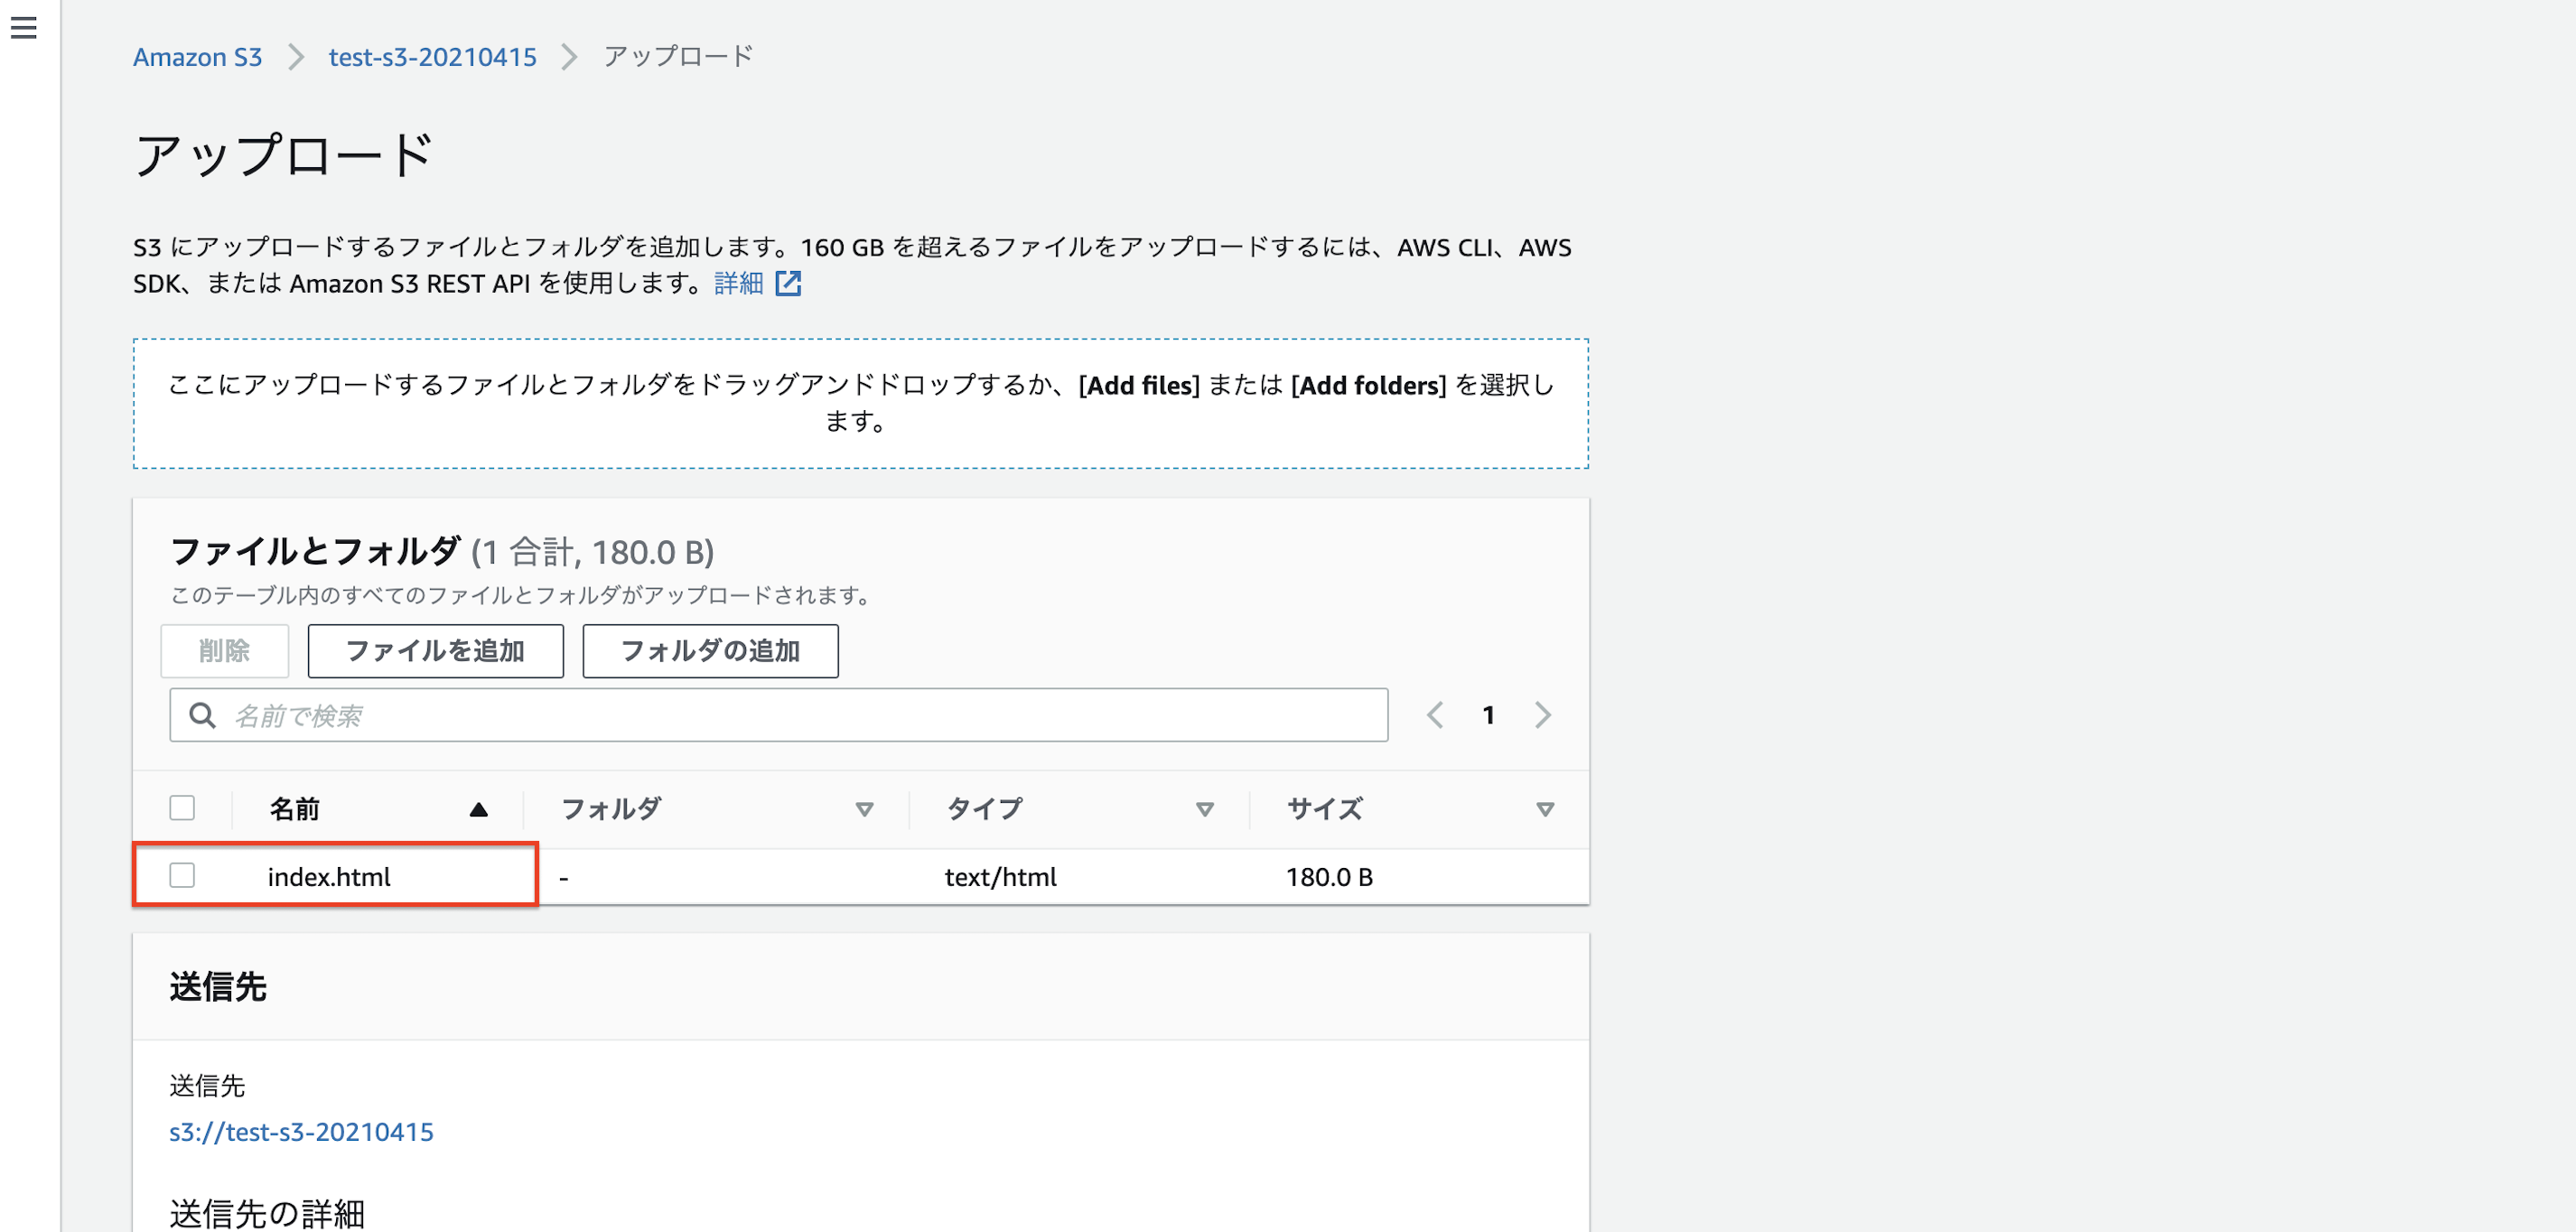 Amazon S3 > test-s3-20210415 > アップロード
アップロード
S3 にアップロードするファイルとフォルダを追加します。160 GB を超えるファイルをアップロードするには、AWS CLI、AWS
SDK、または Amazon S3 REST API を使用します。詳細
ここにアップロードするファイルとフォルダをドラッグアンドドロップするか、[Add files] または [Add folders] を選択し
ます。
ファイルとフォルダ (1 合計, 180.0 B)
このテーブル内のすべてのファイルとフォルダがアップロードされます。
削除 ファイルを追加 フォルダの追加
名前で検索 1
名前 フォルダ タイプ サイズ
index.html - text/html 180.0 B
送信先
送信先
s3://test-s3-20210415
送信先の詳細